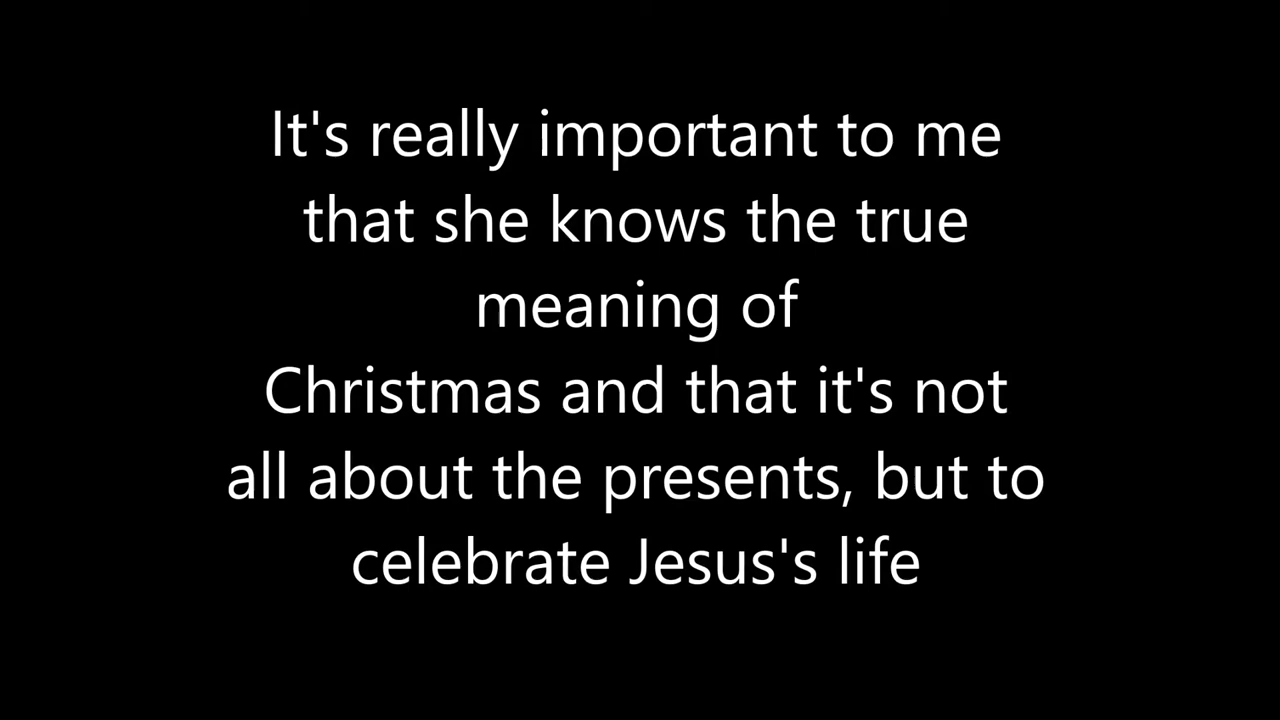 It's really important to me
that she knows the true
meaning of
Christmas and that it's not
all about the presents, but to
celebrate Jesus's life